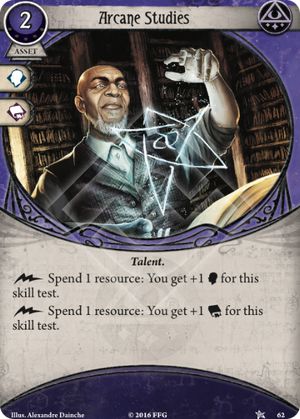 Arcane Studies
2
ASSET
Talent.
Spend 1 resource: You get +1 for this
skill test.
Spend 1 resource: You get +1 for this
skill test.
Illus. Alexandre Dainche
© 2016 FFG
62